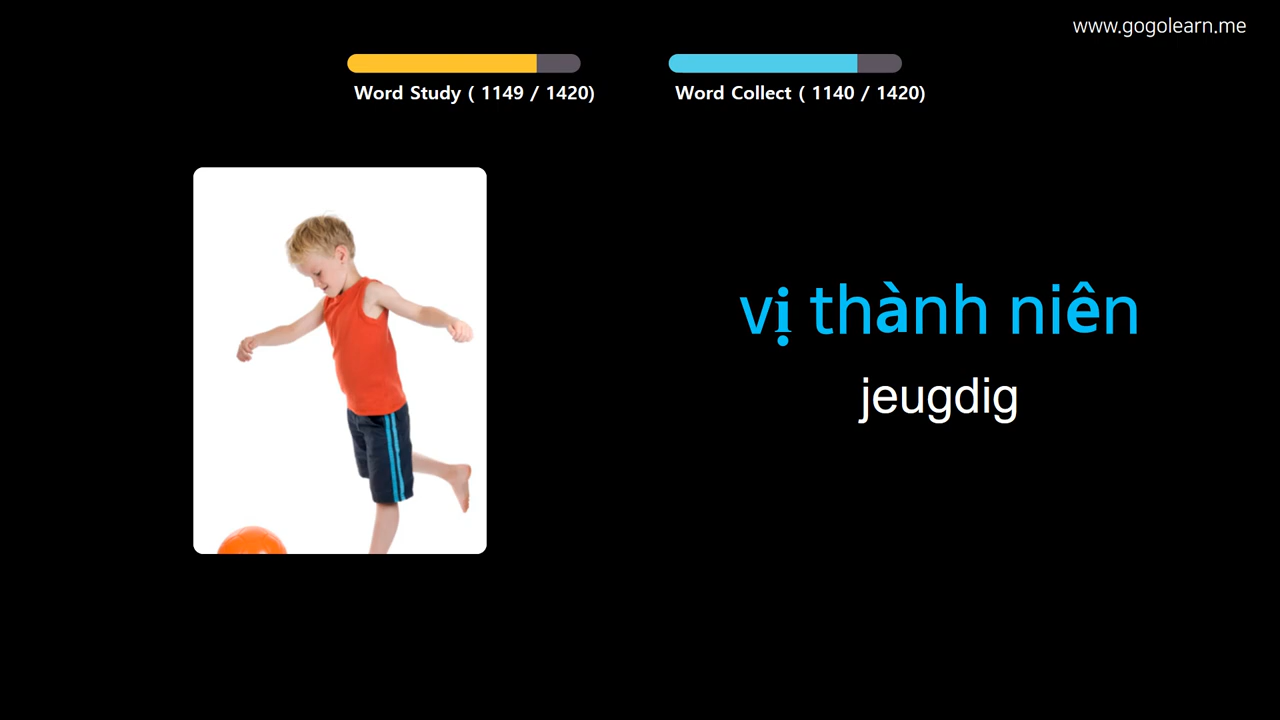 www.gogolearn.me
Word Study ( 1149 / 1420)
Word Collect ( 1140 / 1420)
vị thành niên
jeugdig